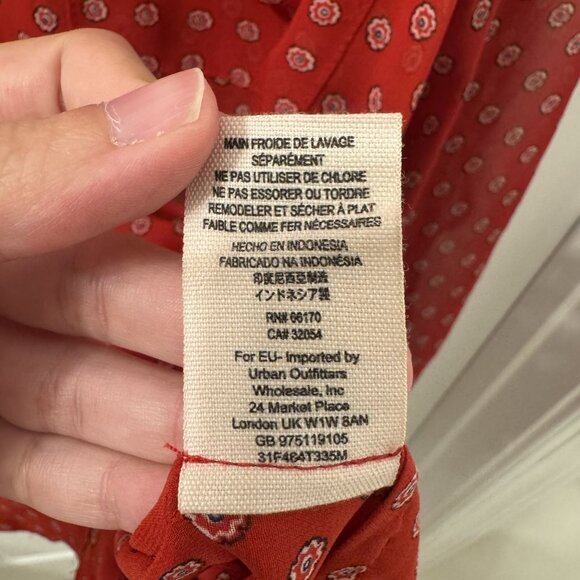 MAIN FROIDE DE LAVAGE
SÉPARÉMENT
NE PAS UTILISER DE CHLORE
NE PAS ESSORER OU TORDRE
REMODELER ET SÉCHER À PLAT
FAIBLE COMME FER NÉCESSAIRES
HECHO EN INDONESIA
FABRICADO NA INDONÉSIA
印度尼西亞制造
インドネシア製
RN# 66170
CA# 32054
For EU- Imported by
Urban Outfitters
Wholesale, Inc
24 Market Place
London UK W1W 8AN
GB 975119105
31F464T335M